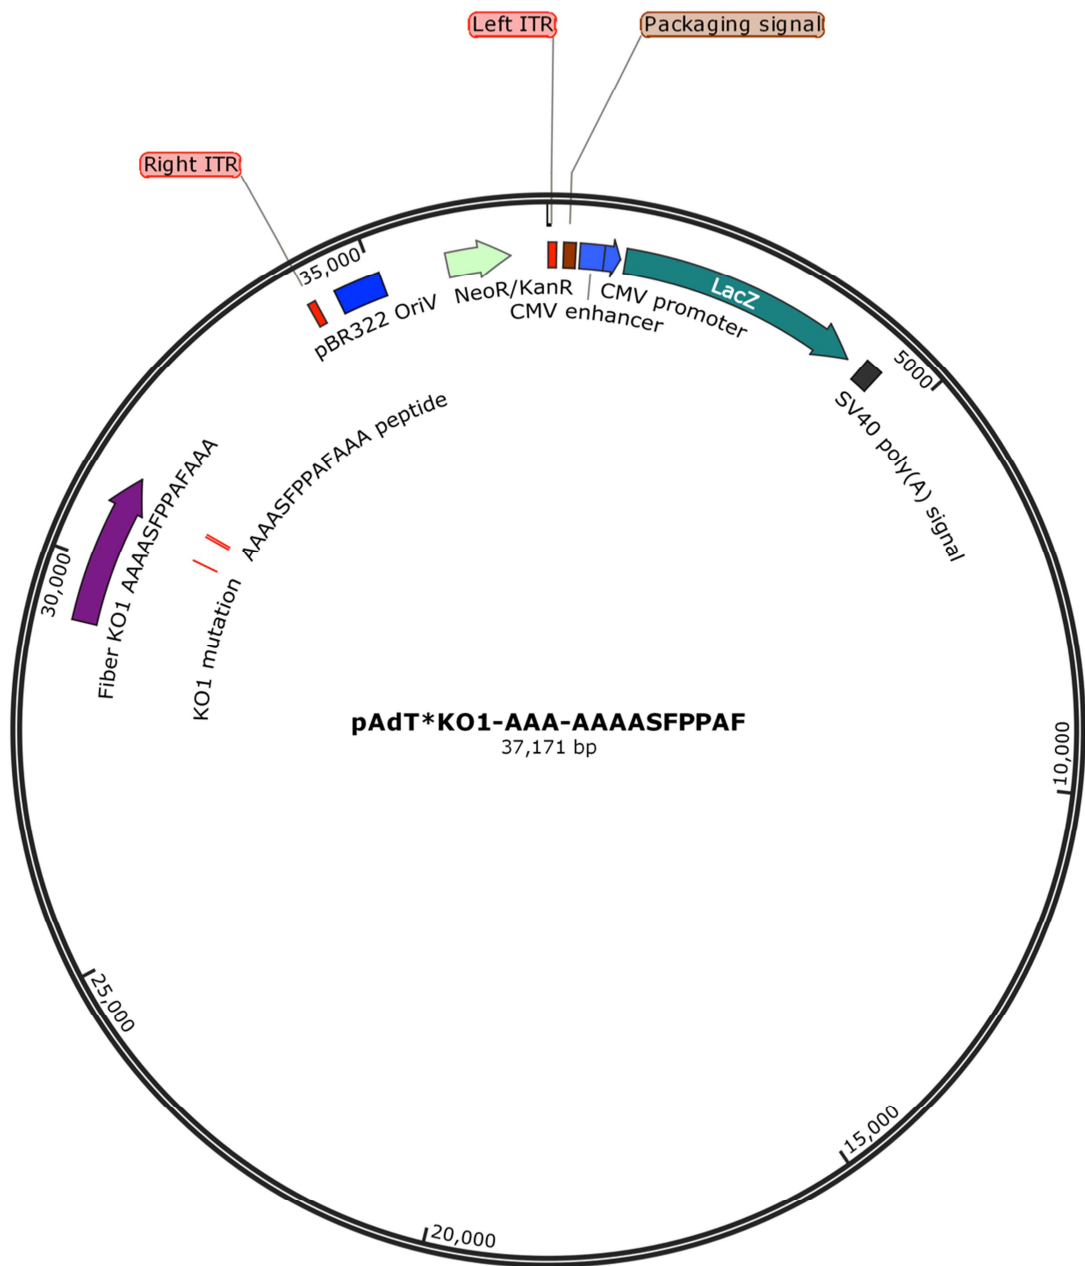 Left ITR
Packaging signal
Right ITR
35,000
pBR322 OriV
NeoR/KanR
CMV enhancer
CMV promoter
LacZ
5000
SV40 poly(A) signal
AAAASFPPAFAAA peptide
Fiber KO1 AAAASFPPAFAAA
30,000
KO1 mutation
pAdT*KO1-AAA-AAAASFPPAF
37,171 bp
10,000
25,000
15,000
20,000